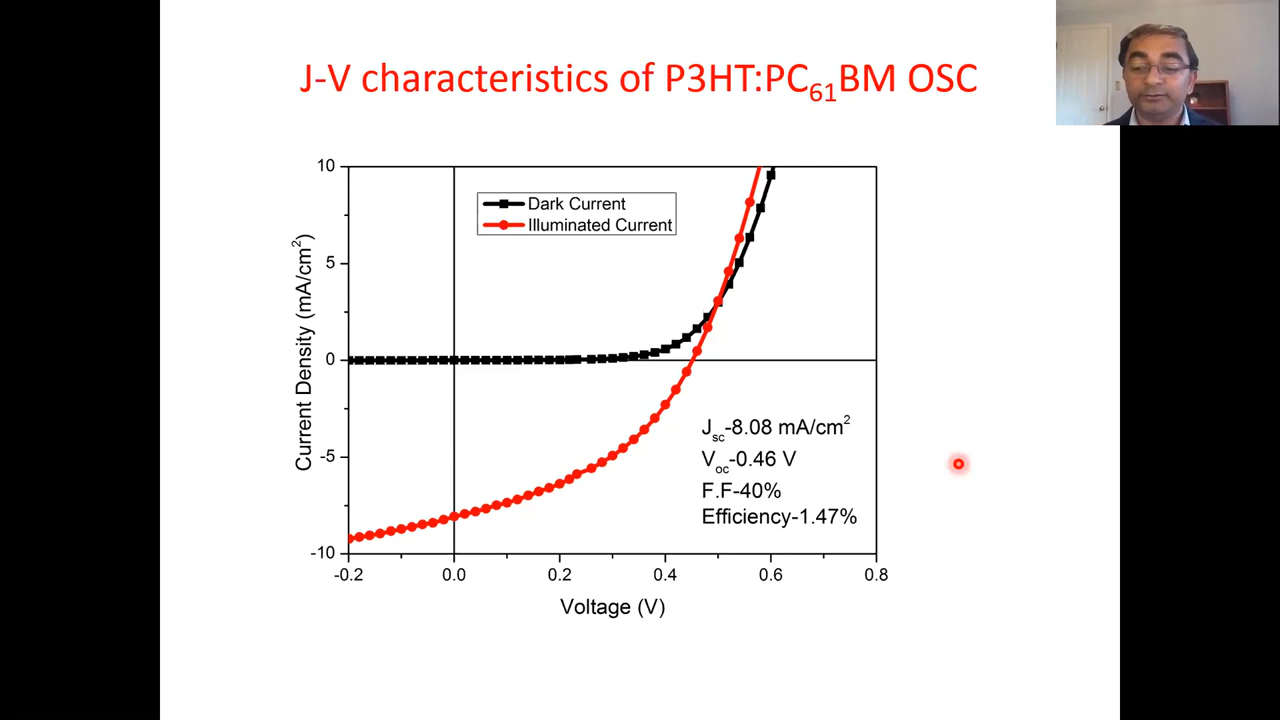 J-V characteristics of P3HT:PC61BM OSC
10
5
0
-5
-10
Current Density (mA/cm2)
Dark Current
Illuminated Current
Jsc-8.08 mA/cm2
Voc-0.46 V
F.F-40%
Efficiency-1.47%
-0.2 0.0 0.2 0.4 0.6 0.8
Voltage (V)